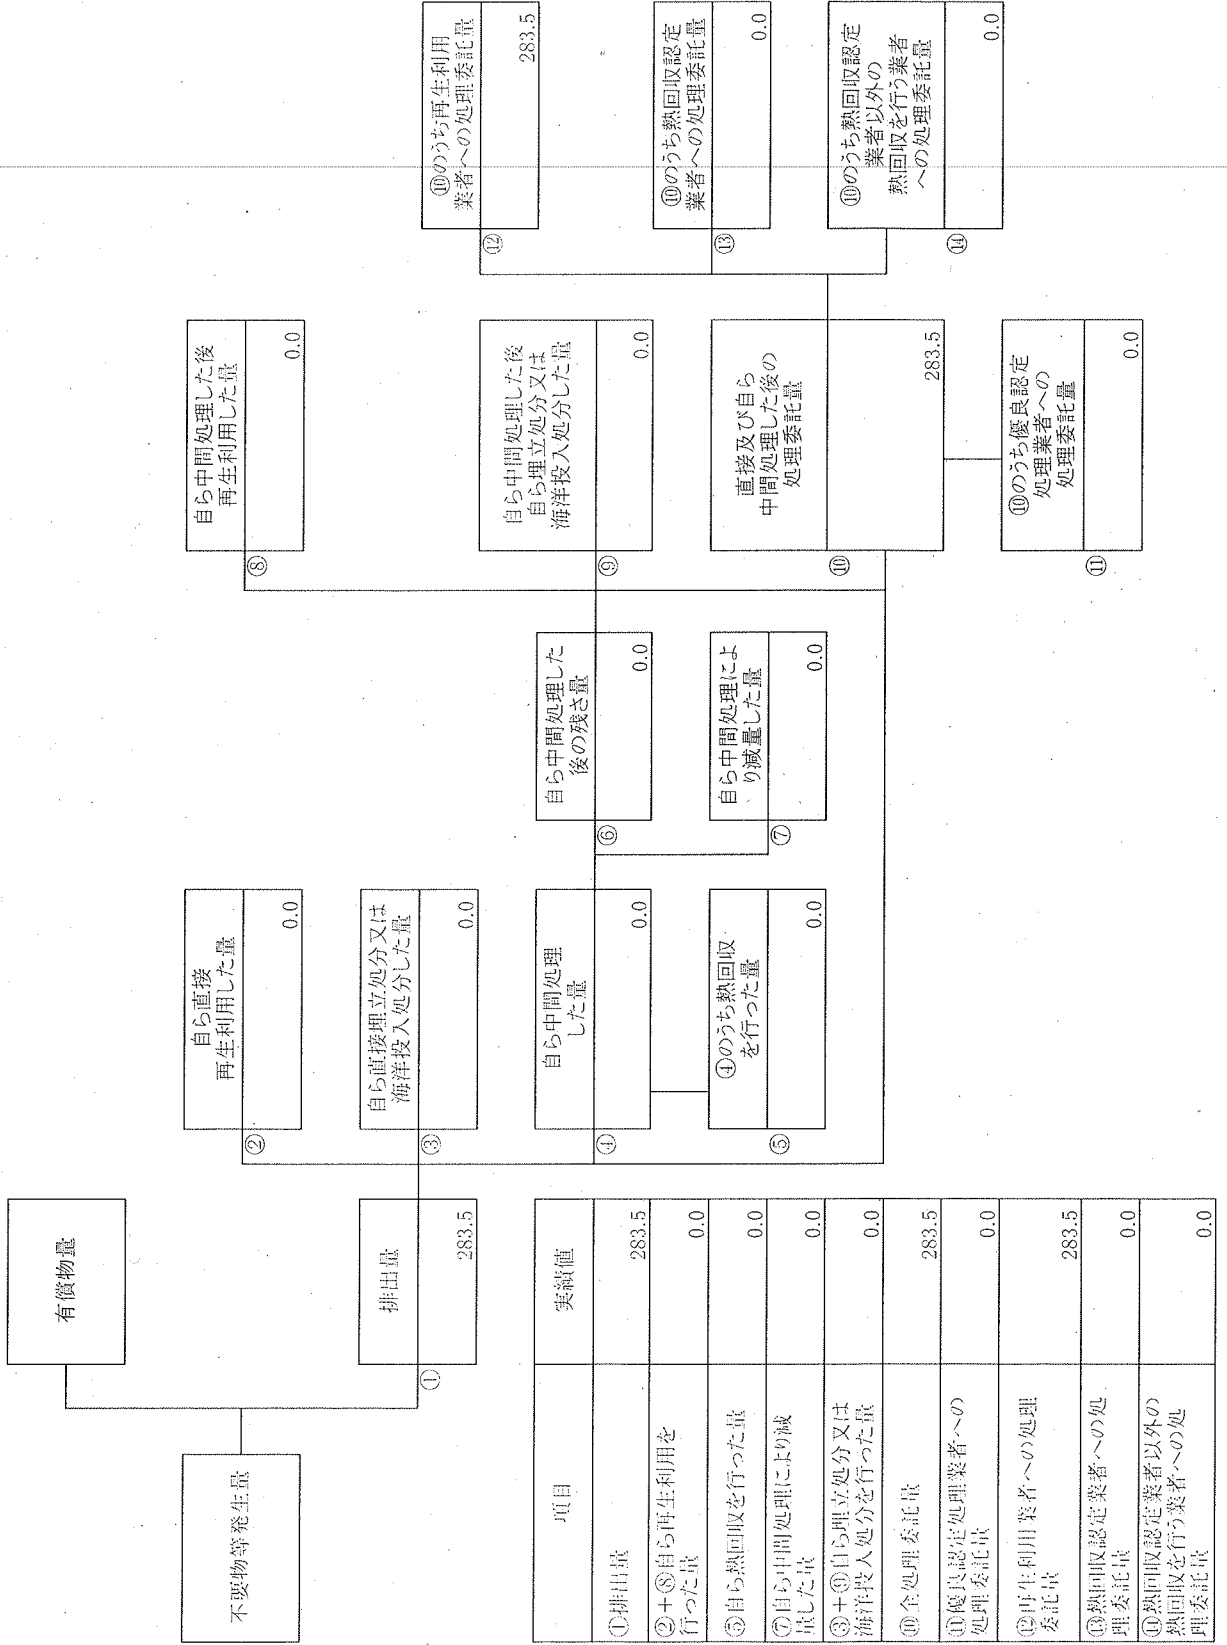 不要物等発生量
有償物量
①
排出量
283.5
②
自ら直接
再生利用した量
0.0
③
自ら直接埋立処分又は
海洋投入処分した量
0.0
④
自ら中間処理
した量
0.0
⑤
④のうち熱回収
を行った量
0.0
⑥
自ら中間処理した
後の残さ量
0.0
⑦
自ら中間処理によ
り減量した量
0.0
⑧
自ら中間処理した後
再生利用した量
0.0
⑨
自ら中間処理した後
自ら埋立処分又は
海洋投入処分した量
0.0
⑩
直接及び自ら
中間処理した後の
処理委託量
283.5
⑪
⑩のうち優良認定
処理業者への
処理委託量
0.0
⑫
⑩のうち再生利用
業者への処理委託量
283.5
⑬
⑩のうち熱回収認定
業者への処理委託量
0.0
⑭
⑩のうち熱回収認定
業者以外の
熱回収を行う業者
への処理委託量
0.0
項目 実績値
①排出量 283.5
②+⑧自ら再生利用を
行った量 0.0
⑤自ら熱回収を行った量 0.0
⑦自ら中間処理により減
量した量 0.0
③+⑨自ら埋立処分又は
海洋投入処分を行った量 0.0
⑩全処理委託量 283.5
⑪優良認定処理業者への
処理委託量 0.0
⑫再生利用業者への処理
委託量 283.5
⑬熱回収認定業者への処
理委託量 0.0
⑭熱回収認定業者以外の
熱回収を行う業者への処
理委託量 0.0